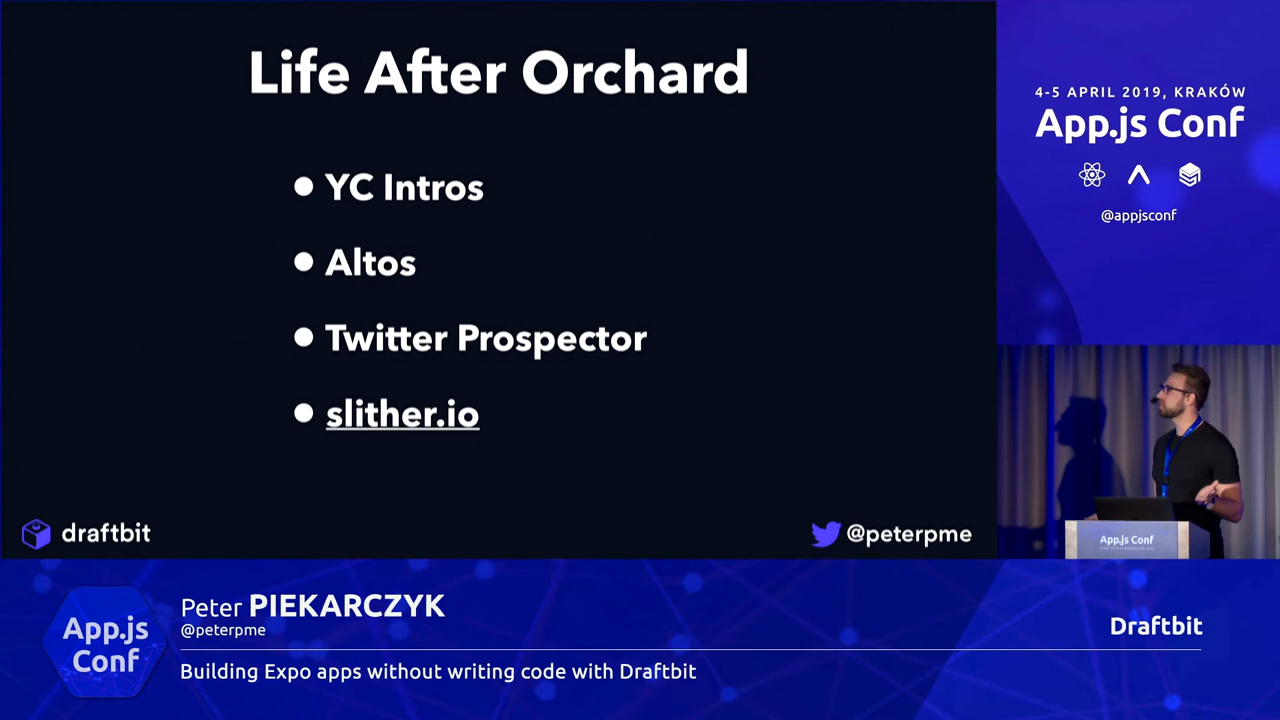 Life After Orchard
YC Intros
Altos
Twitter Prospector
slither.io
draftbit
@peterpme
4-5 APRIL 2019, KRAKÓW
App.js Conf
@appjsconf
App.js Conf
App.js
Conf
Peter PIEKARCZYK
@peterpme
Building Expo apps without writing code with Draftbit
Draftbit